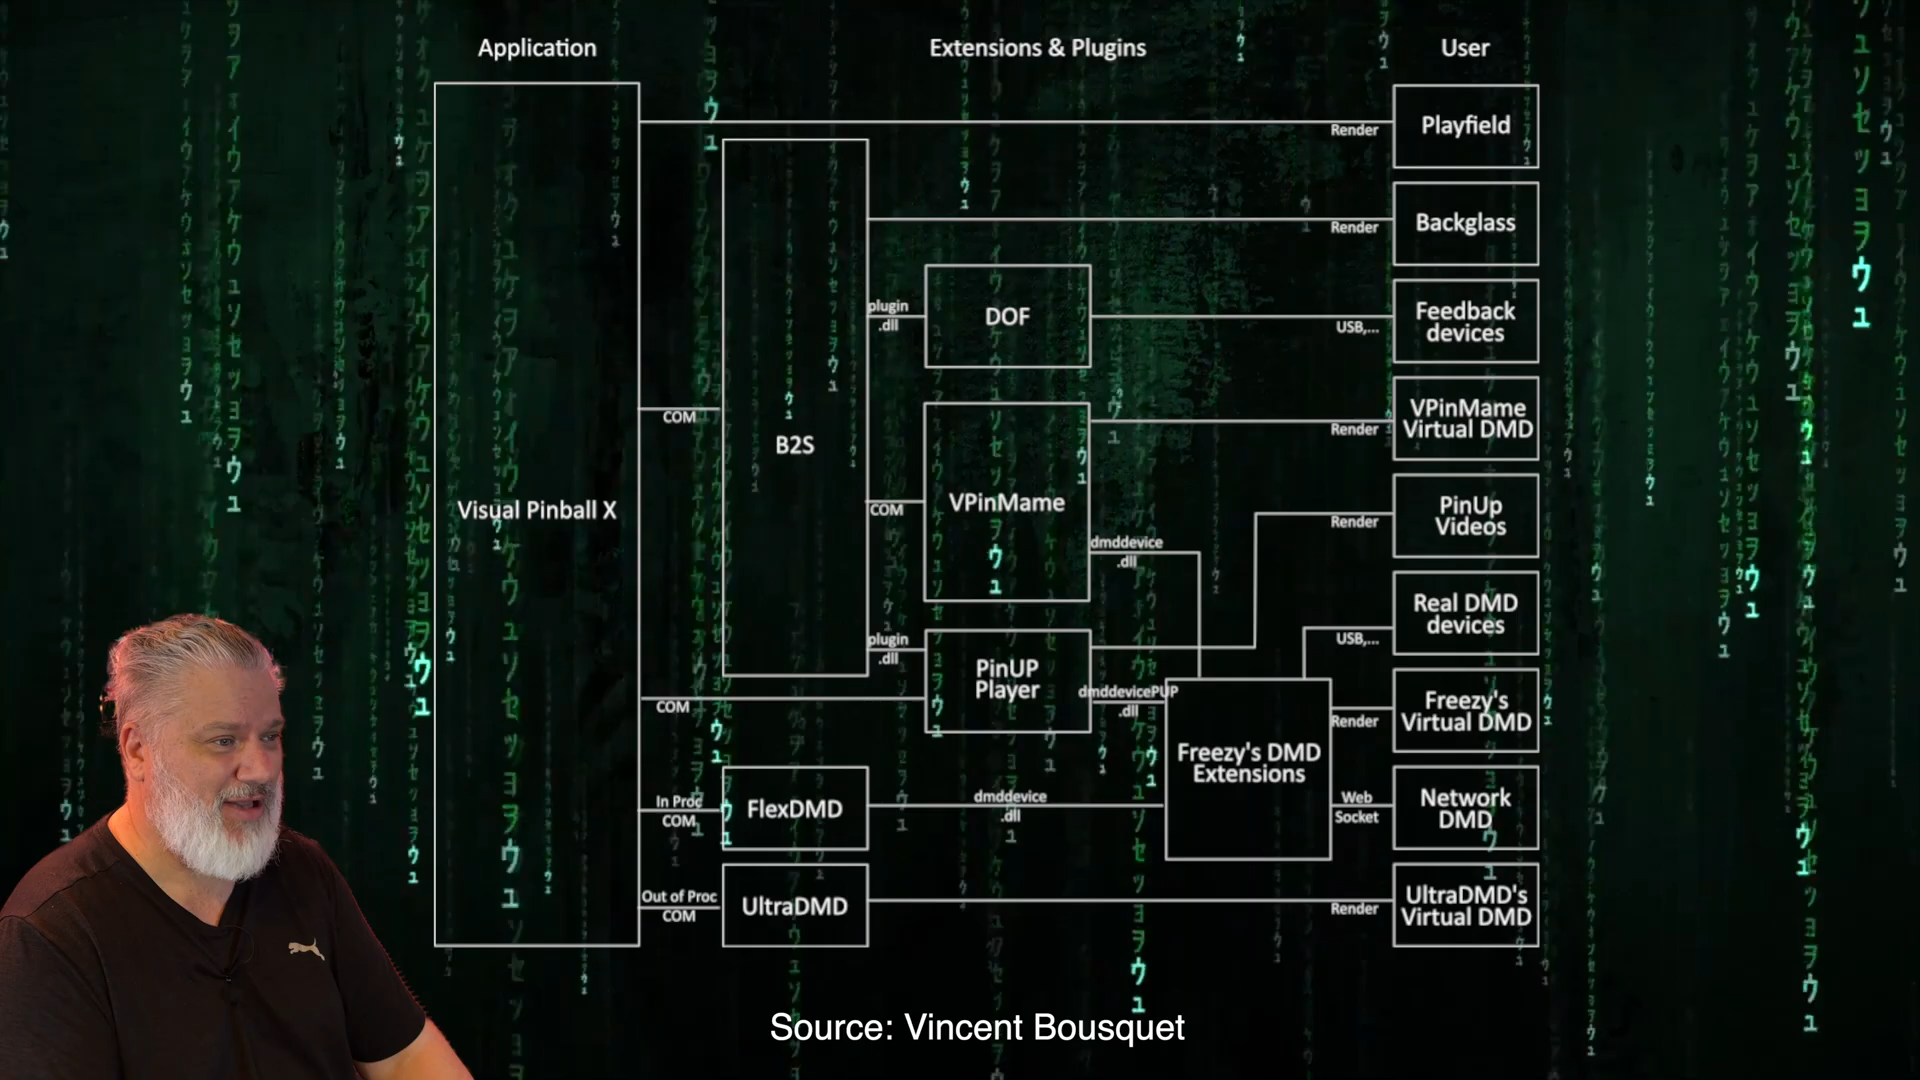 Application
Extensions & Plugins
User
Playfield
Render
Backglass
Render
plugin
.dll
DOF
USB,...
Feedback
devices
COM
B2S
VPinMame
Virtual DMD
Render
Visual Pinball X
COM
VPinMame
PinUp
Videos
Render
dmddevice
.dll
Real DMD
devices
USB,...
plugin
.dll
PinUP
Player
COM
dmddevicePUP
.dll
Freezy's
Virtual DMD
Render
Freezy's DMD
Extensions
In Proc
COM
FlexDMD
dmddevice
.dll
Web
Socket
Network
DMD
Out of Proc
COM
UltraDMD
Render
UltraDMD's
Virtual DMD
Source: Vincent Bousquet